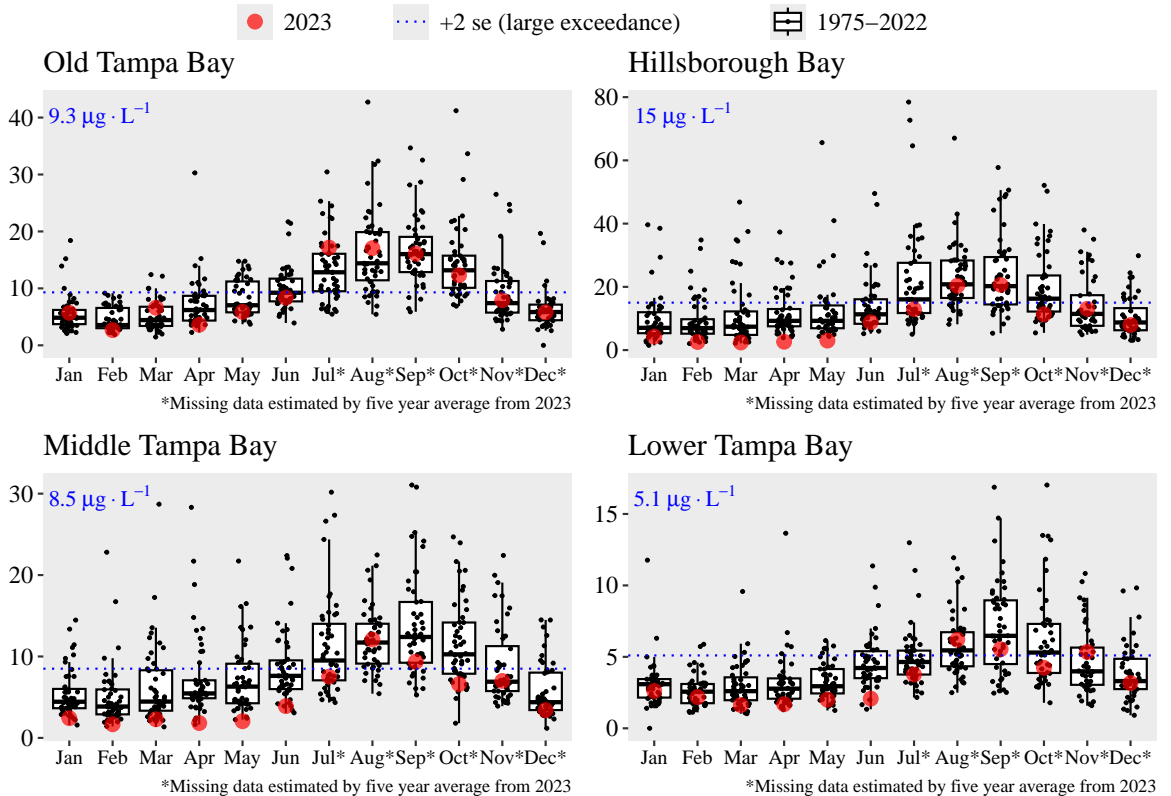 2023 +2 se (large exceedance) 1975−2022
Old Tampa Bay
9.3 μg · L⁻¹
40
30
20
10
0
Jan Feb Mar Apr May Jun Jul* Aug* Sep* Oct* Nov* Dec*
*Missing data estimated by five year average from 2023
Hillsborough Bay
15 μg · L⁻¹
80
60
40
20
0
Jan Feb Mar Apr May Jun Jul* Aug* Sep* Oct* Nov* Dec*
*Missing data estimated by five year average from 2023
Middle Tampa Bay
8.5 μg · L⁻¹
30
20
10
0
Jan Feb Mar Apr May Jun Jul* Aug* Sep* Oct* Nov* Dec*
*Missing data estimated by five year average from 2023
Lower Tampa Bay
5.1 μg · L⁻¹
15
10
5
0
Jan Feb Mar Apr May Jun Jul* Aug* Sep* Oct* Nov* Dec*
*Missing data estimated by five year average from 2023